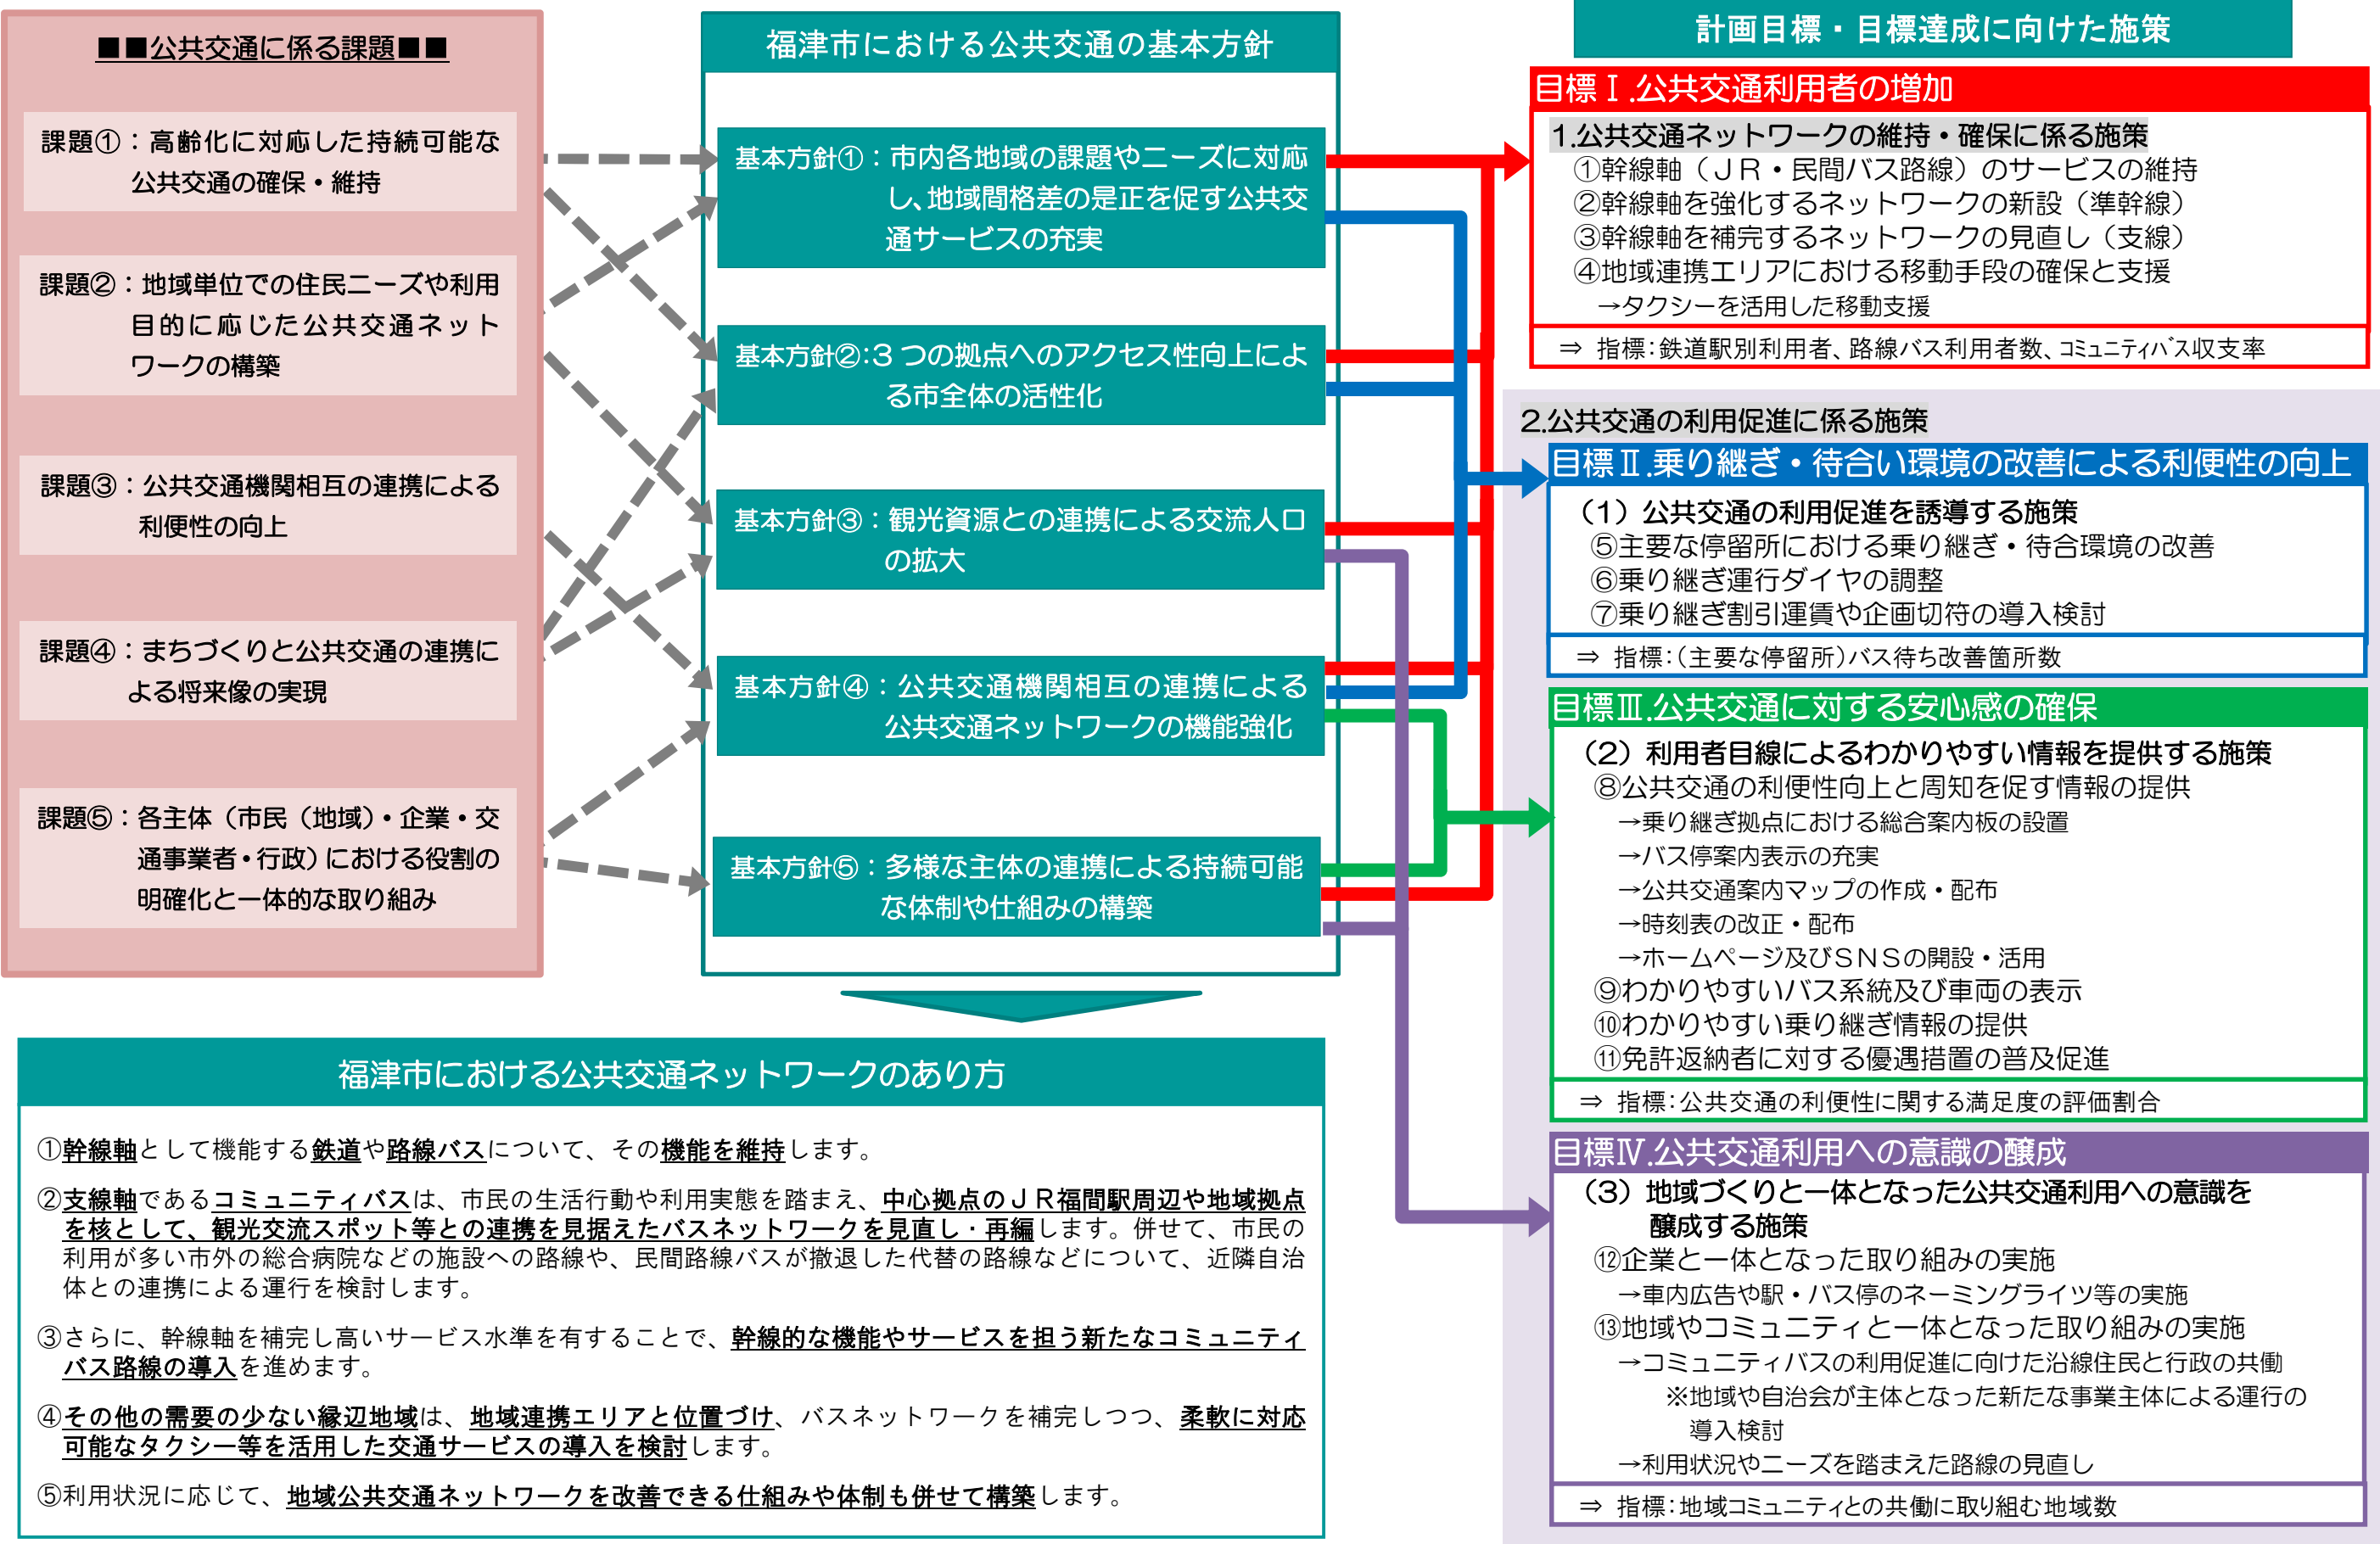 ■■公共交通に係る課題■■
課題①：高齢化に対応した持続可能な
公共交通の確保・維持
課題②：地域単位での住民ニーズや利用
目的に応じた公共交通ネット
ワークの構築
課題③：公共交通機関相互の連携による
利便性の向上
課題④：まちづくりと公共交通の連携に
よる将来像の実現
課題⑤：各主体（市民（地域）・企業・交
通事業者・行政）における役割の
明確化と一体的な取り組み
福津市における公共交通の基本方針
基本方針①：市内各地域の課題やニーズに対応
し、地域間格差の是正を促す公共交
通サービスの充実
基本方針②：3つの拠点へのアクセス性向上によ
る市全体の活性化
基本方針③：観光資源との連携による交流人口
の拡大
基本方針④：公共交通機関相互の連携による
公共交通ネットワークの機能強化
基本方針⑤：多様な主体の連携による持続可能
な体制や仕組みの構築
福津市における公共交通ネットワークのあり方
①幹線軸として機能する鉄道や路線バスについて、その機能を維持します。
②支線軸であるコミュニティバスは、市民の生活行動や利用実態を踏まえ、中心拠点のＪＲ福間駅周辺や地域拠点
を核として、観光交流スポット等との連携を見据えたバスネットワークを見直し・再編します。併せて、市民の
利用が多い市外の総合病院などの施設への路線や、民間路線バスが撤退した代替の路線などについて、近隣自治
体との連携による運行を検討します。
③さらに、幹線軸を補完し高いサービス水準を有することで、幹線的な機能やサービスを担う新たなコミュニティ
バス路線の導入を進めます。
④その他の需要の少ない縁辺地域は、地域連携エリアと位置づけ、バスネットワークを補完しつつ、柔軟に対応
可能なタクシー等を活用した交通サービスの導入を検討します。
⑤利用状況に応じて、地域公共交通ネットワークを改善できる仕組みや体制も併せて構築します。
計画目標・目標達成に向けた施策
目標Ⅰ.公共交通利用者の増加
1.公共交通ネットワークの維持・確保に係る施策
①幹線軸（ＪＲ・民間バス路線）のサービスの維持
②幹線軸を強化するネットワークの新設（準幹線）
③幹線軸を補完するネットワークの見直し（支線）
④地域連携エリアにおける移動手段の確保と支援
→タクシーを活用した移動支援
⇒ 指標：鉄道駅別利用者、路線バス利用者数、ｺﾐｭﾆﾃｨﾊﾞｽ収支率
2.公共交通の利用促進に係る施策
目標Ⅱ.乗り継ぎ・待合い環境の改善による利便性の向上
（1）公共交通の利用促進を誘導する施策
⑤主要な停留所における乗り継ぎ・待合環境の改善
⑥乗り継ぎ運行ダイヤの調整
⑦乗り継ぎ割引運賃や企画切符の導入検討
⇒ 指標：（主要な停留所）バス待ち改善箇所数
目標Ⅲ.公共交通に対する安心感の確保
（2）利用者目線によるわかりやすい情報を提供する施策
⑧公共交通の利便性向上と周知を促す情報の提供
→乗り継ぎ拠点における総合案内板の設置
→バス停案内表示の充実
→公共交通案内マップの作成・配布
→時刻表の改正・配布
→ホームページ及びＳＮＳの開設・活用
⑨わかりやすいバス系統及び車両の表示
⑩わかりやすい乗り継ぎ情報の提供
⑪免許返納者に対する優遇措置の普及促進
⇒ 指標：公共交通の利便性に関する満足度の評価割合
目標Ⅳ.公共交通利用への意識の醸成
（3）地域づくりと一体となった公共交通利用への意識を
醸成する施策
⑫企業と一体となった取り組みの実施
→車内広告や駅・バス停のネーミングライツ等の実施
⑬地域やコミュニティと一体となった取り組みの実施
→コミュニティバスの利用促進に向けた沿線住民と行政の共働
※地域や自治会が主体となった新たな事業主体による運行の
導入検討
→利用状況やニーズを踏まえた路線の見直し
⇒ 指標：地域ｺﾐｭﾆﾃｨとの共働に取り組む地域数